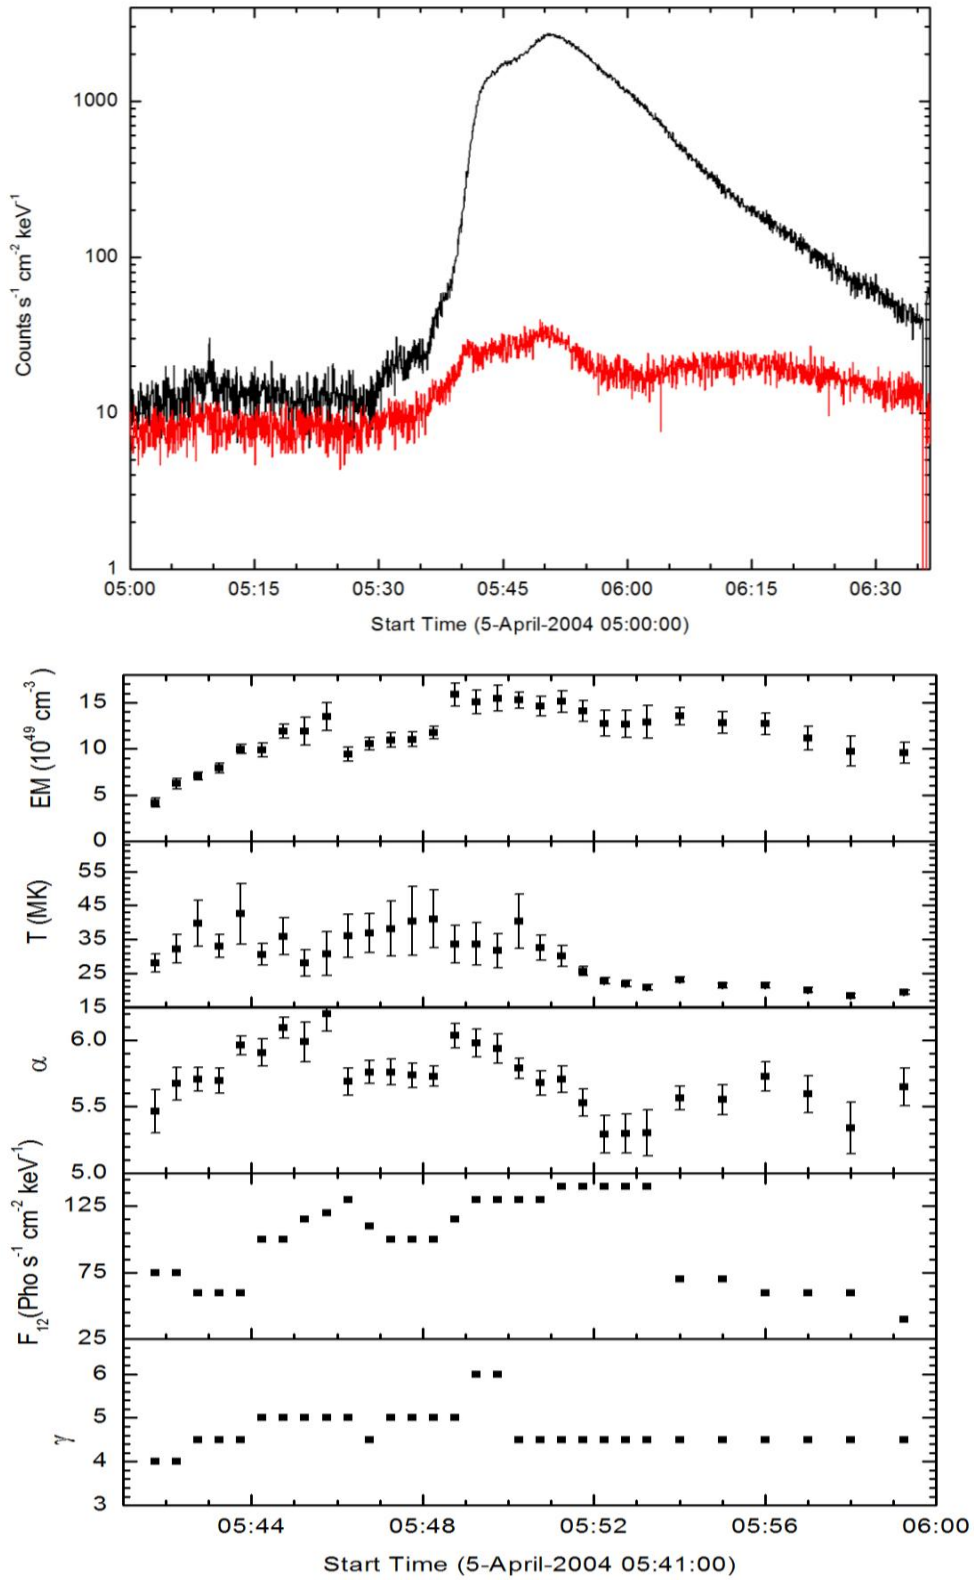 1000
100
10
1
Counts s⁻¹ cm⁻² keV⁻¹
05:00 05:15 05:30 05:45 06:00 06:15 06:30
Start Time (5-April-2004 05:00:00)
EM (10⁴⁹ cm⁻³)
15
10
5
0
T (MK)
55
45
35
25
15
α
6.0
5.5
5.0
F₁₂(Pho s⁻¹ cm⁻² keV⁻¹)
125
75
25
γ
6
5
4
3
05:44 05:48 05:52 05:56 06:00
Start Time (5-April-2004 05:41:00)